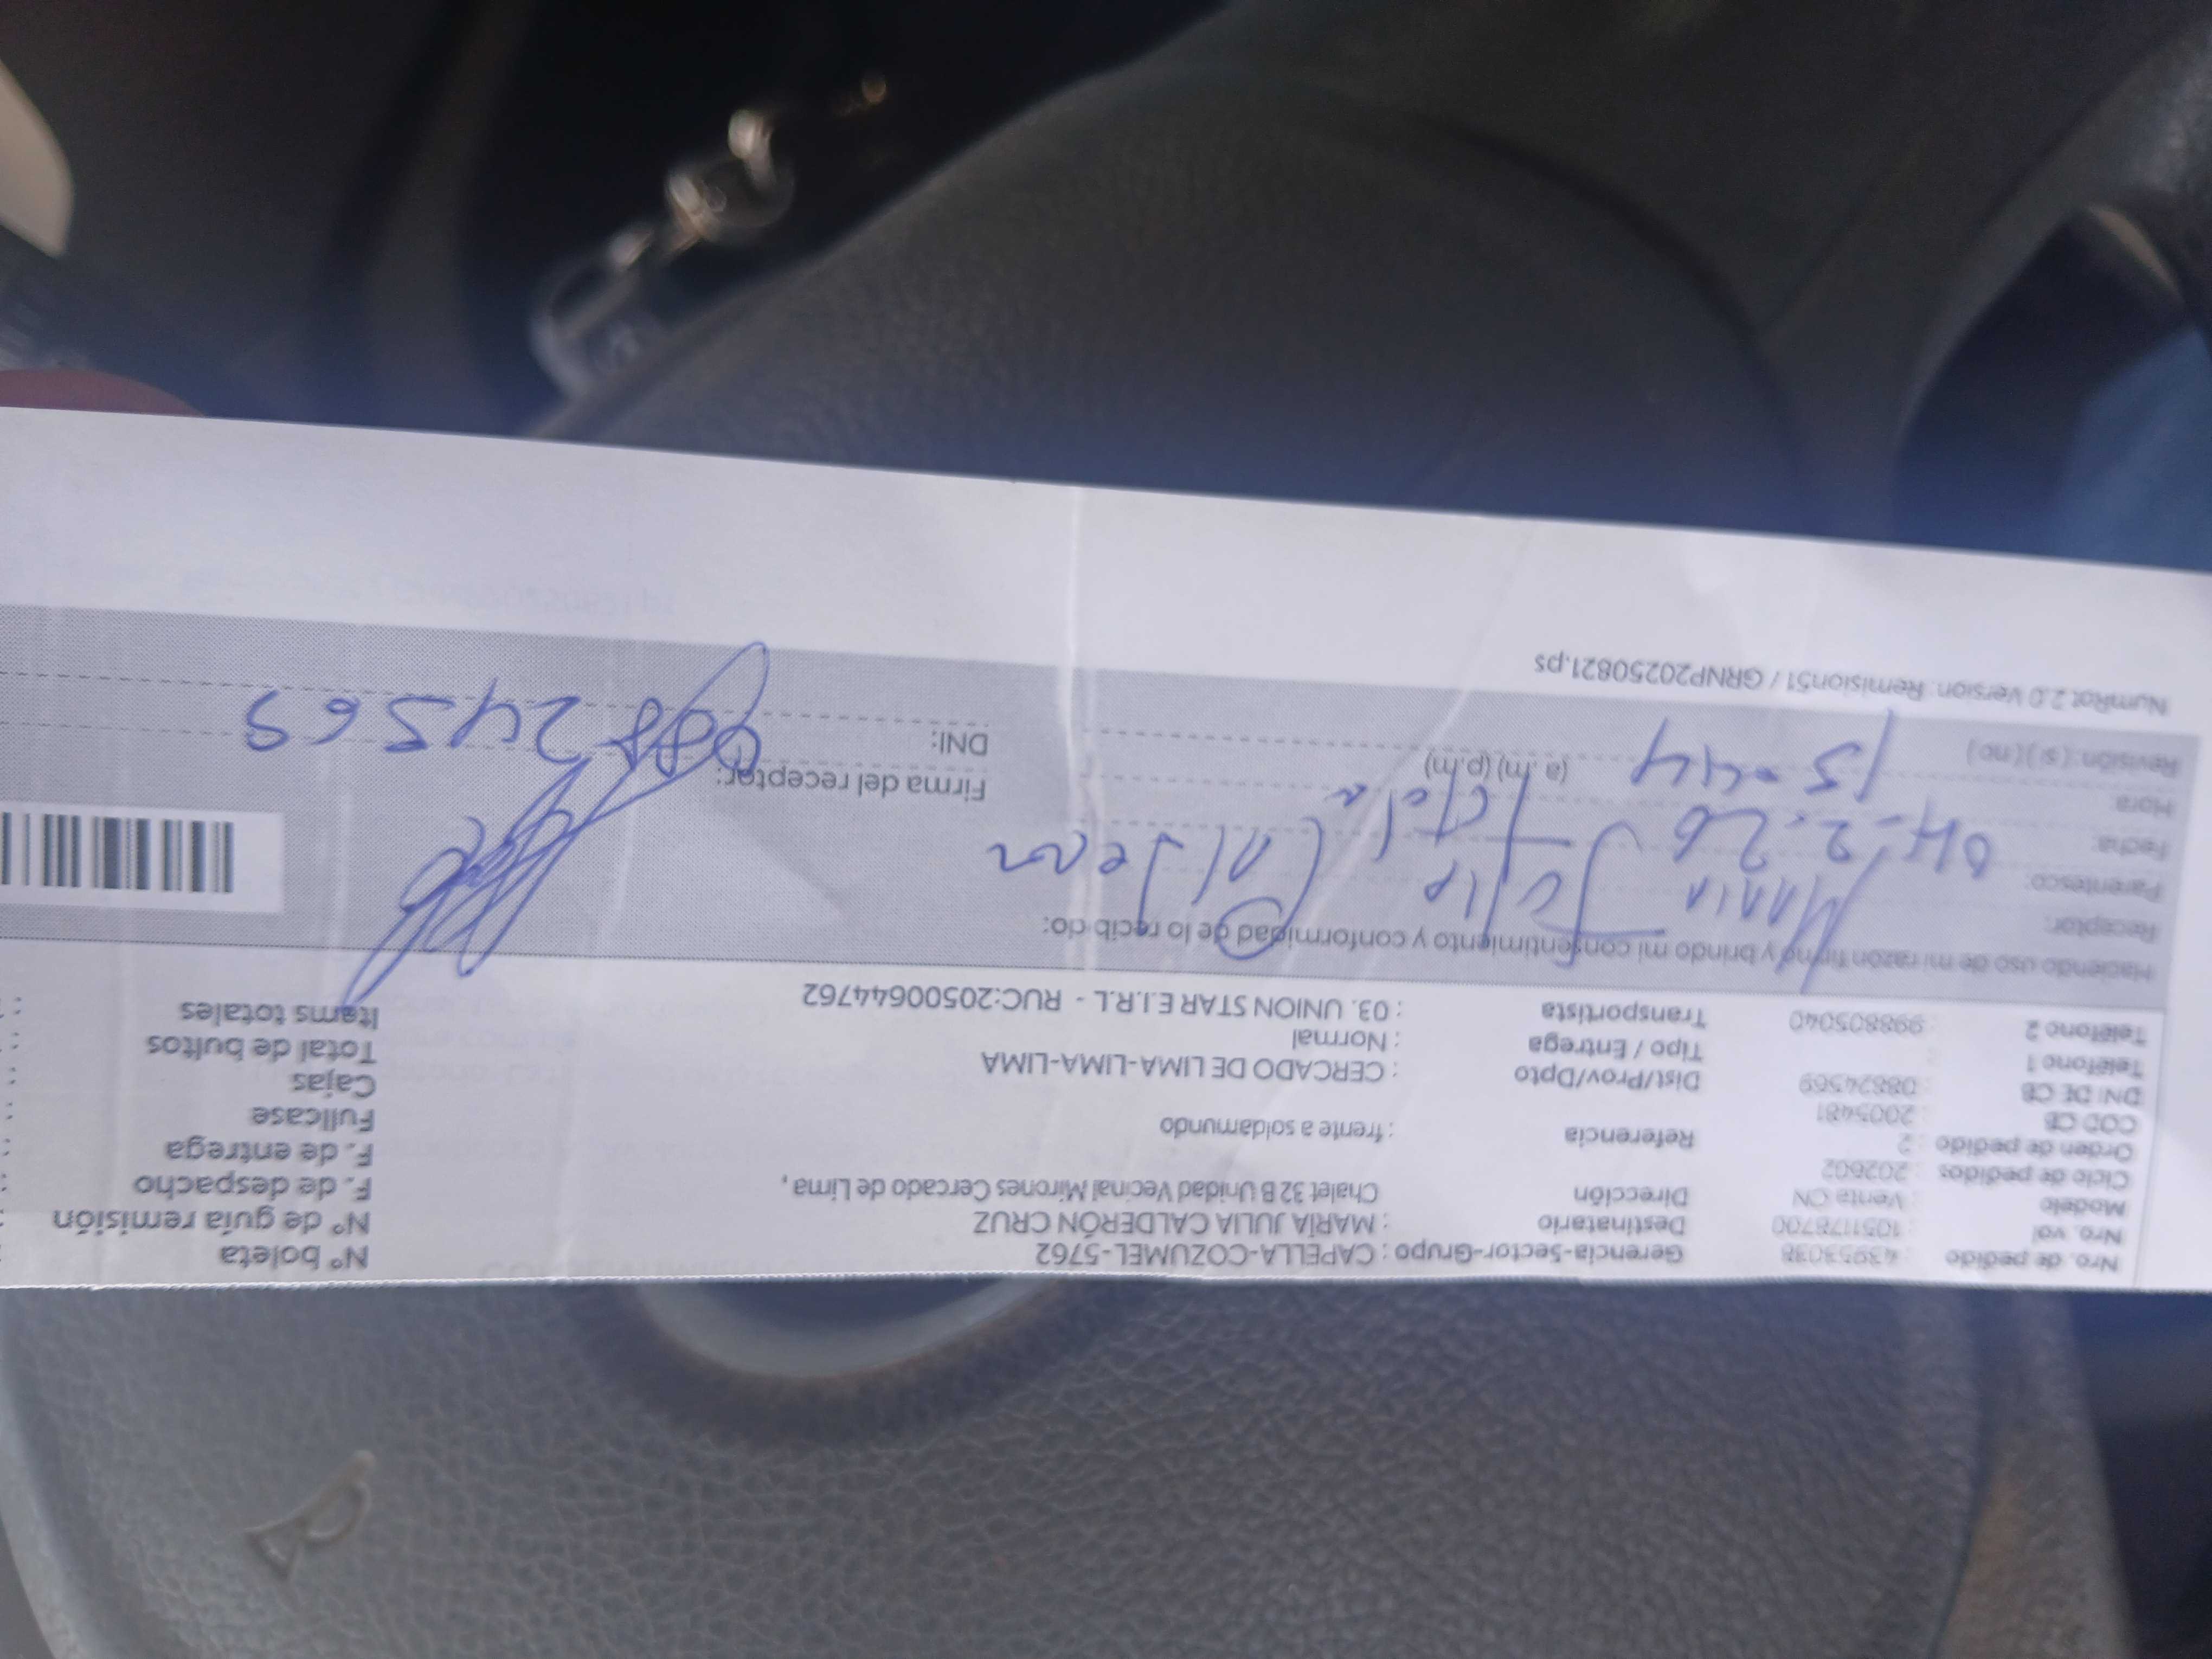 Nro. de pedido : 43953038
Nro. vol : 1051178700
Modelo : Venta CN
Ciclo de pedidos : 202602
Orden de pedido : 2
COD CB : 2005481
DNI DE CB : 08824569
Teléfono 1 :
Teléfono 2 : 998805040
Gerencia-Sector-Grupo : CAPELLA-COZUMEL-5762
Destinatario : MARÍA JULIA CALDERÓN CRUZ
Dirección Chalet 32 B Unidad Vecinal Mirones Cercado de Lima ,
Referencia : frente a soldamundo
Dist/Prov/Dpto : CERCADO DE LIMA-LIMA-LIMA
Tipo / Entrega : Normal
Transportista : 03. UNION STAR E.I.R.L - RUC:20500644762
N° boleta
N° de guía remisión :
F. de despacho :
F. de entrega :
Fullcase :
Cajas :
Total de bultos :
Items totales :
Haciendo uso de mi razón firmo y brindo mi consentimiento y conformidad de lo recibido:
Receptor: Maria Julia
Parentesco:
Fecha: 04-2-26
Hora: 15:44 (a.m) (p.m)
Revisión: (si) (no)
Firma del receptor:
DNI: 08824569
NumRot 2.0 Version: Remision51 / GRNP20250821.ps